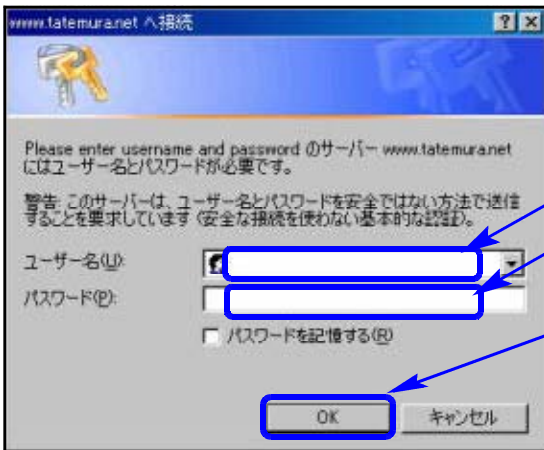 www.tatemura.net へ接続
Please enter username and password のサーバー www.tatemura.net
にはユーザー名とパスワードが必要です。
警告: このサーバーは、ユーザー名とパスワードを安全ではない方法で送信
することを要求しています (安全な接続を使わない基本的な認証)。
ユーザー名(U):
パスワード(P):
パスワードを記憶する(R)
OK
キャンセル